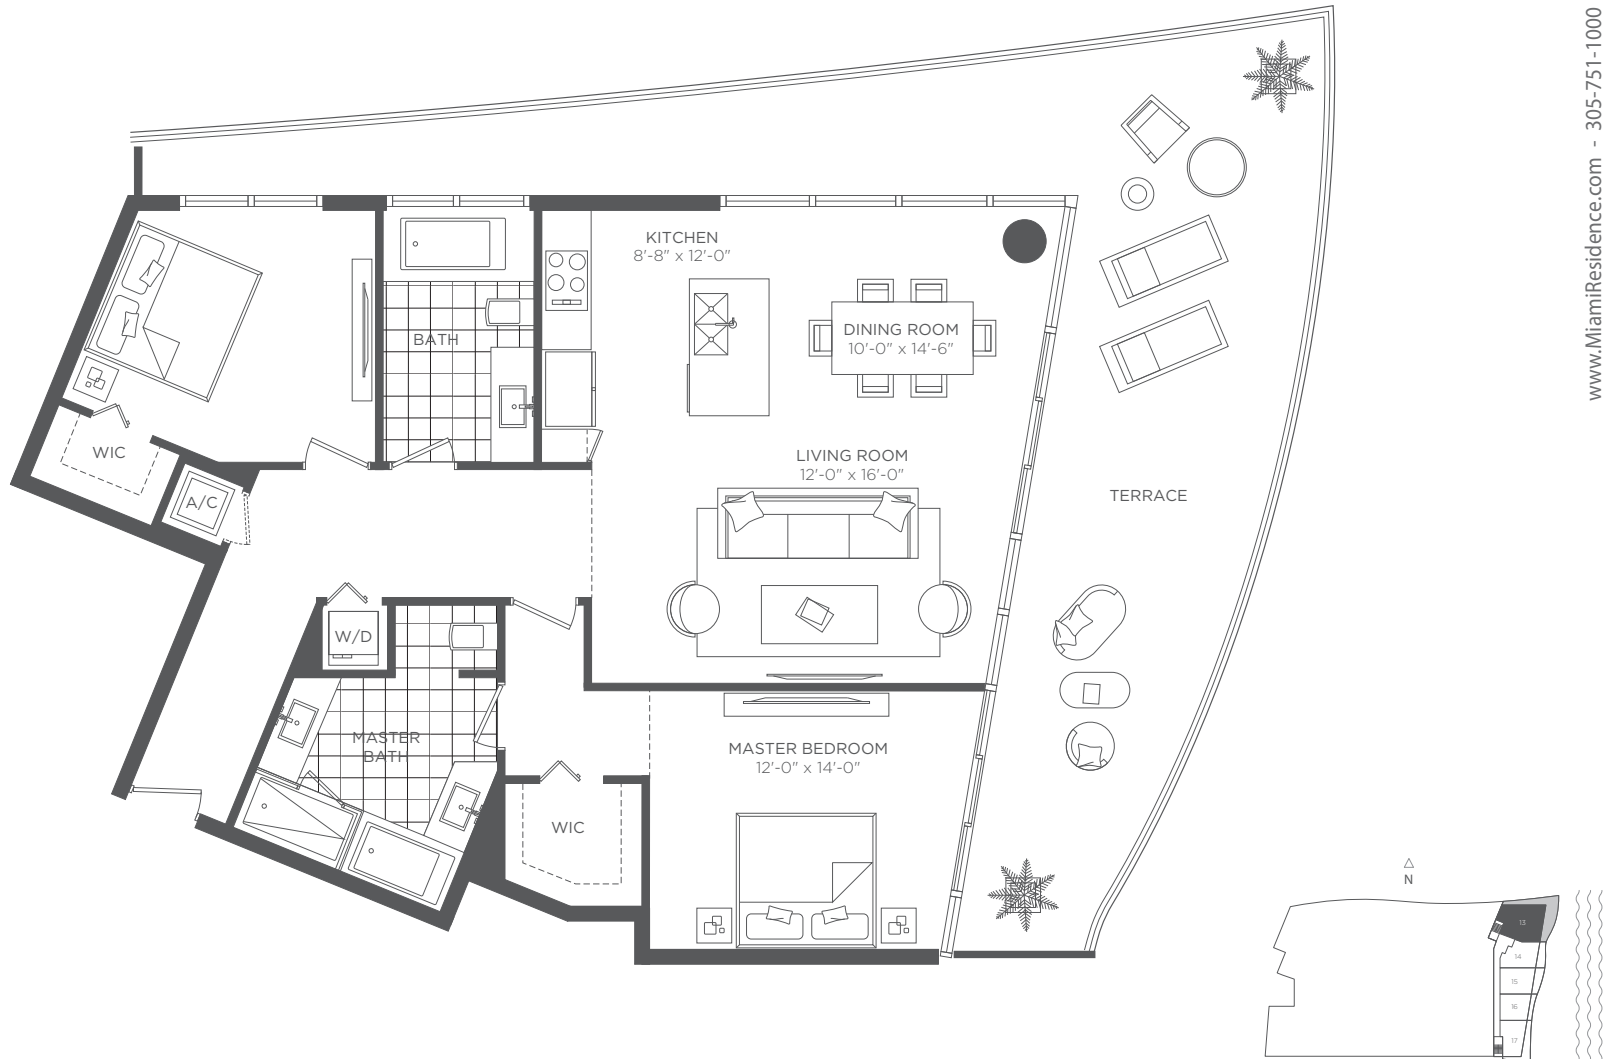 www.MiamiResidence.com - 305-751-1000
KITCHEN
8'-8" x 12'-0"
BATH
DINING ROOM
10'-0" x 14'-6"
WIC
LIVING ROOM
12'-0" x 16'-0"
A/C
TERRACE
W/D
MASTER
BATH
MASTER BEDROOM
12'-0" x 14'-0"
WIC
N
13
14
15
16
17